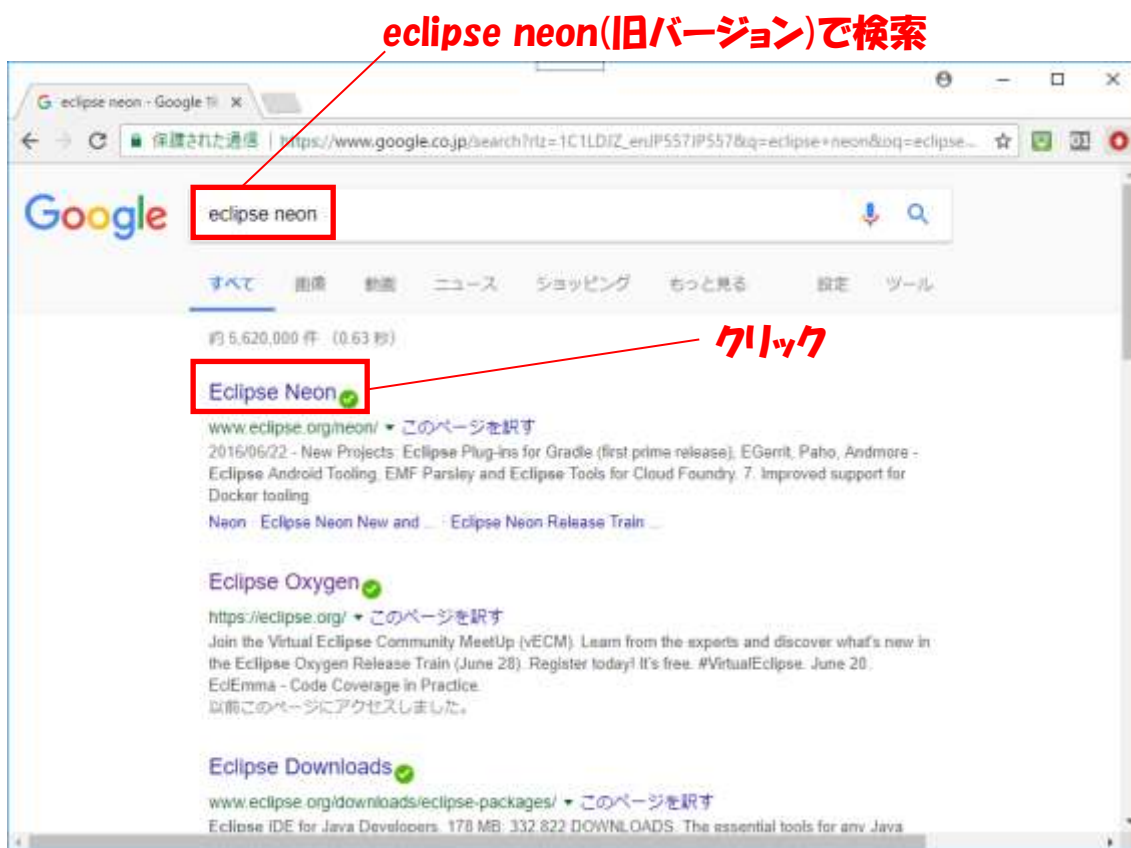 eclipse neon(旧バージョン)で検索
eclipse neon - Google
保護された通信 | https://www.google.co.jp/search?rlz=1C1LDJZ_enJP557JP557&q=eclipse+neon&oq=eclipse...
Google
eclipse neon
すべて 画像 動画 ニュース ショッピング もっと見る 設定 ツール
約 5,620,000 件 (0.63 秒)
クリック
Eclipse Neon
www.eclipse.org/neon/ ▼ このページを訳す
2016/06/22 - New Projects: Eclipse Plug-ins for Gradle (first prime release), EGerrit, Paho, Andmore -
Eclipse Android Tooling, EMF Parsley and Eclipse Tools for Cloud Foundry. 7. Improved support for
Docker tooling
Neon · Eclipse Neon New and ... · Eclipse Neon Release Train ...
Eclipse Oxygen
https://eclipse.org/ ▼ このページを訳す
Join the Virtual Eclipse Community MeetUp (vECM). Learn from the experts and discover what's new in
the Eclipse Oxygen Release Train (June 28). Register today! It's free. #VirtualEclipse. June 20.
EclEmma - Code Coverage in Practice.
以前このページにアクセスしました。
Eclipse Downloads
www.eclipse.org/downloads/eclipse-packages/ ▼ このページを訳す
Eclipse IDE for Java Developers. 178 MB; 332,822 DOWNLOADS. The essential tools for any Java